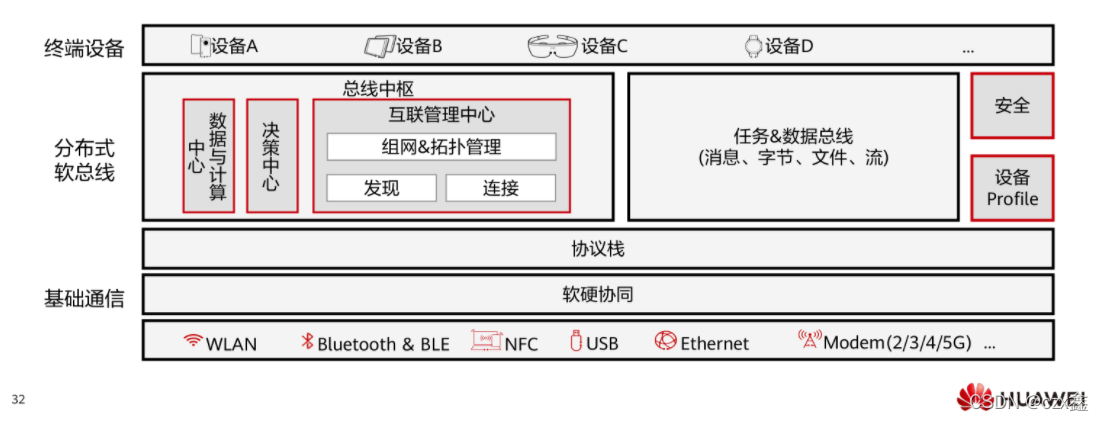 终端设备
设备A
设备B
设备C
设备D
...
分布式
软总线
总线中枢
数据与计算
中心
决策中心
互联管理中心
组网&拓扑管理
发现
连接
任务&数据总线
(消息、字节、文件、流)
安全
设备
Profile
协议栈
基础通信
软硬协同
WLAN
Bluetooth & BLE
NFC
USB
Ethernet
Modem(2/3/4/5G)
...
32
HUAWEI